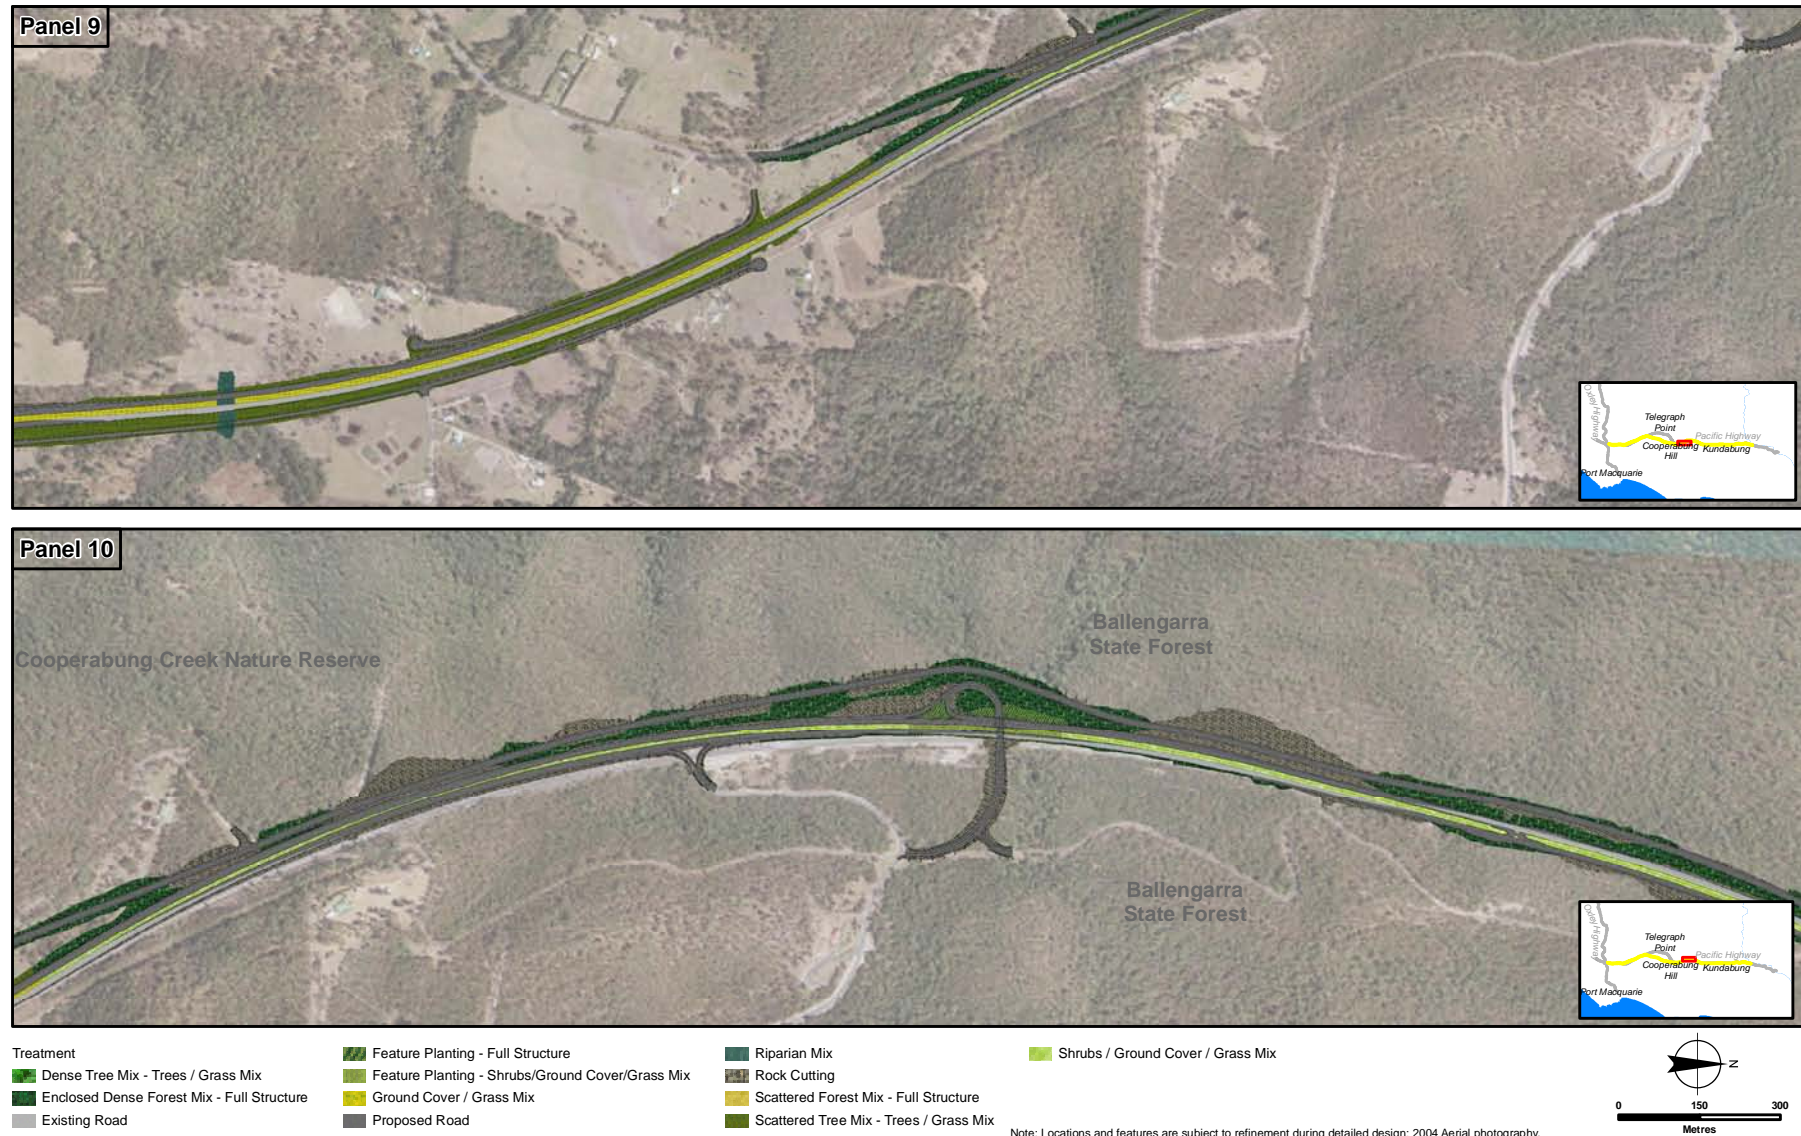 Panel 9
Oxley Highway
Telegraph
Point
Pacific Highway
Cooperabung
Hill
Kundabung
Port Macquarie
Panel 10
Cooperabung Creek Nature Reserve
Ballengarra
State Forest
Ballengarra
State Forest
Oxley Highway
Telegraph
Point
Pacific Highway
Cooperabung
Hill
Kundabung
Port Macquarie
Treatment
Dense Tree Mix - Trees / Grass Mix
Enclosed Dense Forest Mix - Full Structure
Existing Road
Feature Planting - Full Structure
Feature Planting - Shrubs/Ground Cover/Grass Mix
Ground Cover / Grass Mix
Proposed Road
Riparian Mix
Rock Cutting
Scattered Forest Mix - Full Structure
Scattered Tree Mix - Trees / Grass Mix
Shrubs / Ground Cover / Grass Mix
N
0 150 300
Metres
Note: Locations and features are subject to refinement during detailed design; 2004 Aerial photography.